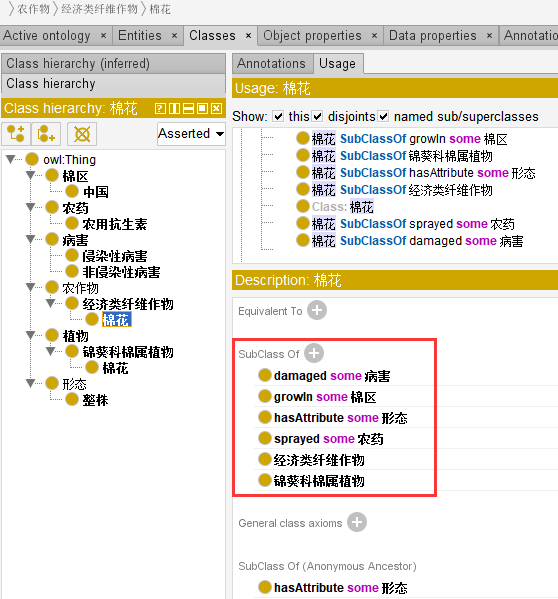 农作物 经济类纤维作物 棉花
Active ontology × Entities × Classes × Object properties × Data properties × Annotatio
Class hierarchy (inferred)
Class hierarchy
Class hierarchy: 棉花
Asserted
owl:Thing
棉区
中国
农药
农用抗生素
病害
侵染性病害
非侵染性病害
农作物
经济类纤维作物
棉花
植物
锦葵科棉属植物
棉花
形态
整株
Annotations Usage
Usage: 棉花
Show: this disjoints named sub/superclasses
棉花 SubClassOf growIn some 棉区
棉花 SubClassOf 锦葵科棉属植物
棉花 SubClassOf hasAttribute some 形态
棉花 SubClassOf 经济类纤维作物
Class: 棉花
棉花 SubClassOf sprayed some 农药
棉花 SubClassOf damaged some 病害
Description: 棉花
Equivalent To
SubClass Of
damaged some 病害
growIn some 棉区
hasAttribute some 形态
sprayed some 农药
经济类纤维作物
锦葵科棉属植物
General class axioms
SubClass Of (Anonymous Ancestor)
hasAttribute some 形态